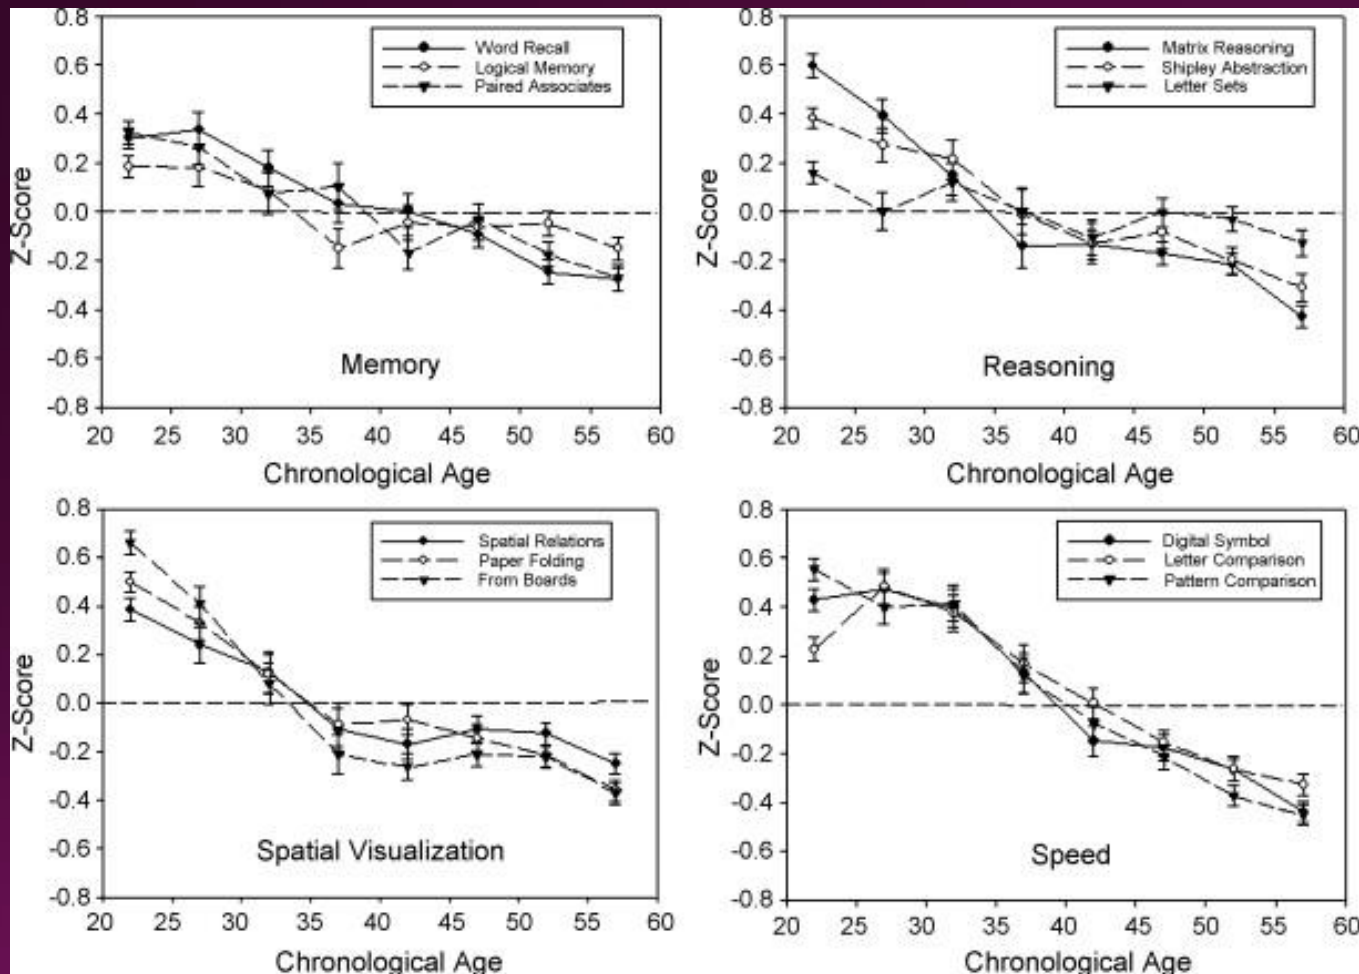 0.8
0.6
0.4
0.2
0.0
-0.2
-0.4
-0.6
-0.8
Z-Score
Word Recall
Logical Memory
Paired Associates
Memory
20 25 30 35 40 45 50 55 60
Chronological Age
0.8
0.6
0.4
0.2
0.0
-0.2
-0.4
-0.6
-0.8
Z-Score
Matrix Reasoning
Shipley Abstraction
Letter Sets
Reasoning
20 25 30 35 40 45 50 55 60
Chronological Age
0.8
0.6
0.4
0.2
0.0
-0.2
-0.4
-0.6
-0.8
Z-Score
Spatial Relations
Paper Folding
From Boards
Spatial Visualization
20 25 30 35 40 45 50 55 60
Chronological Age
0.8
0.6
0.4
0.2
0.0
-0.2
-0.4
-0.6
-0.8
Z-Score
Digital Symbol
Letter Comparison
Pattern Comparison
Speed
20 25 30 35 40 45 50 55 60
Chronological Age